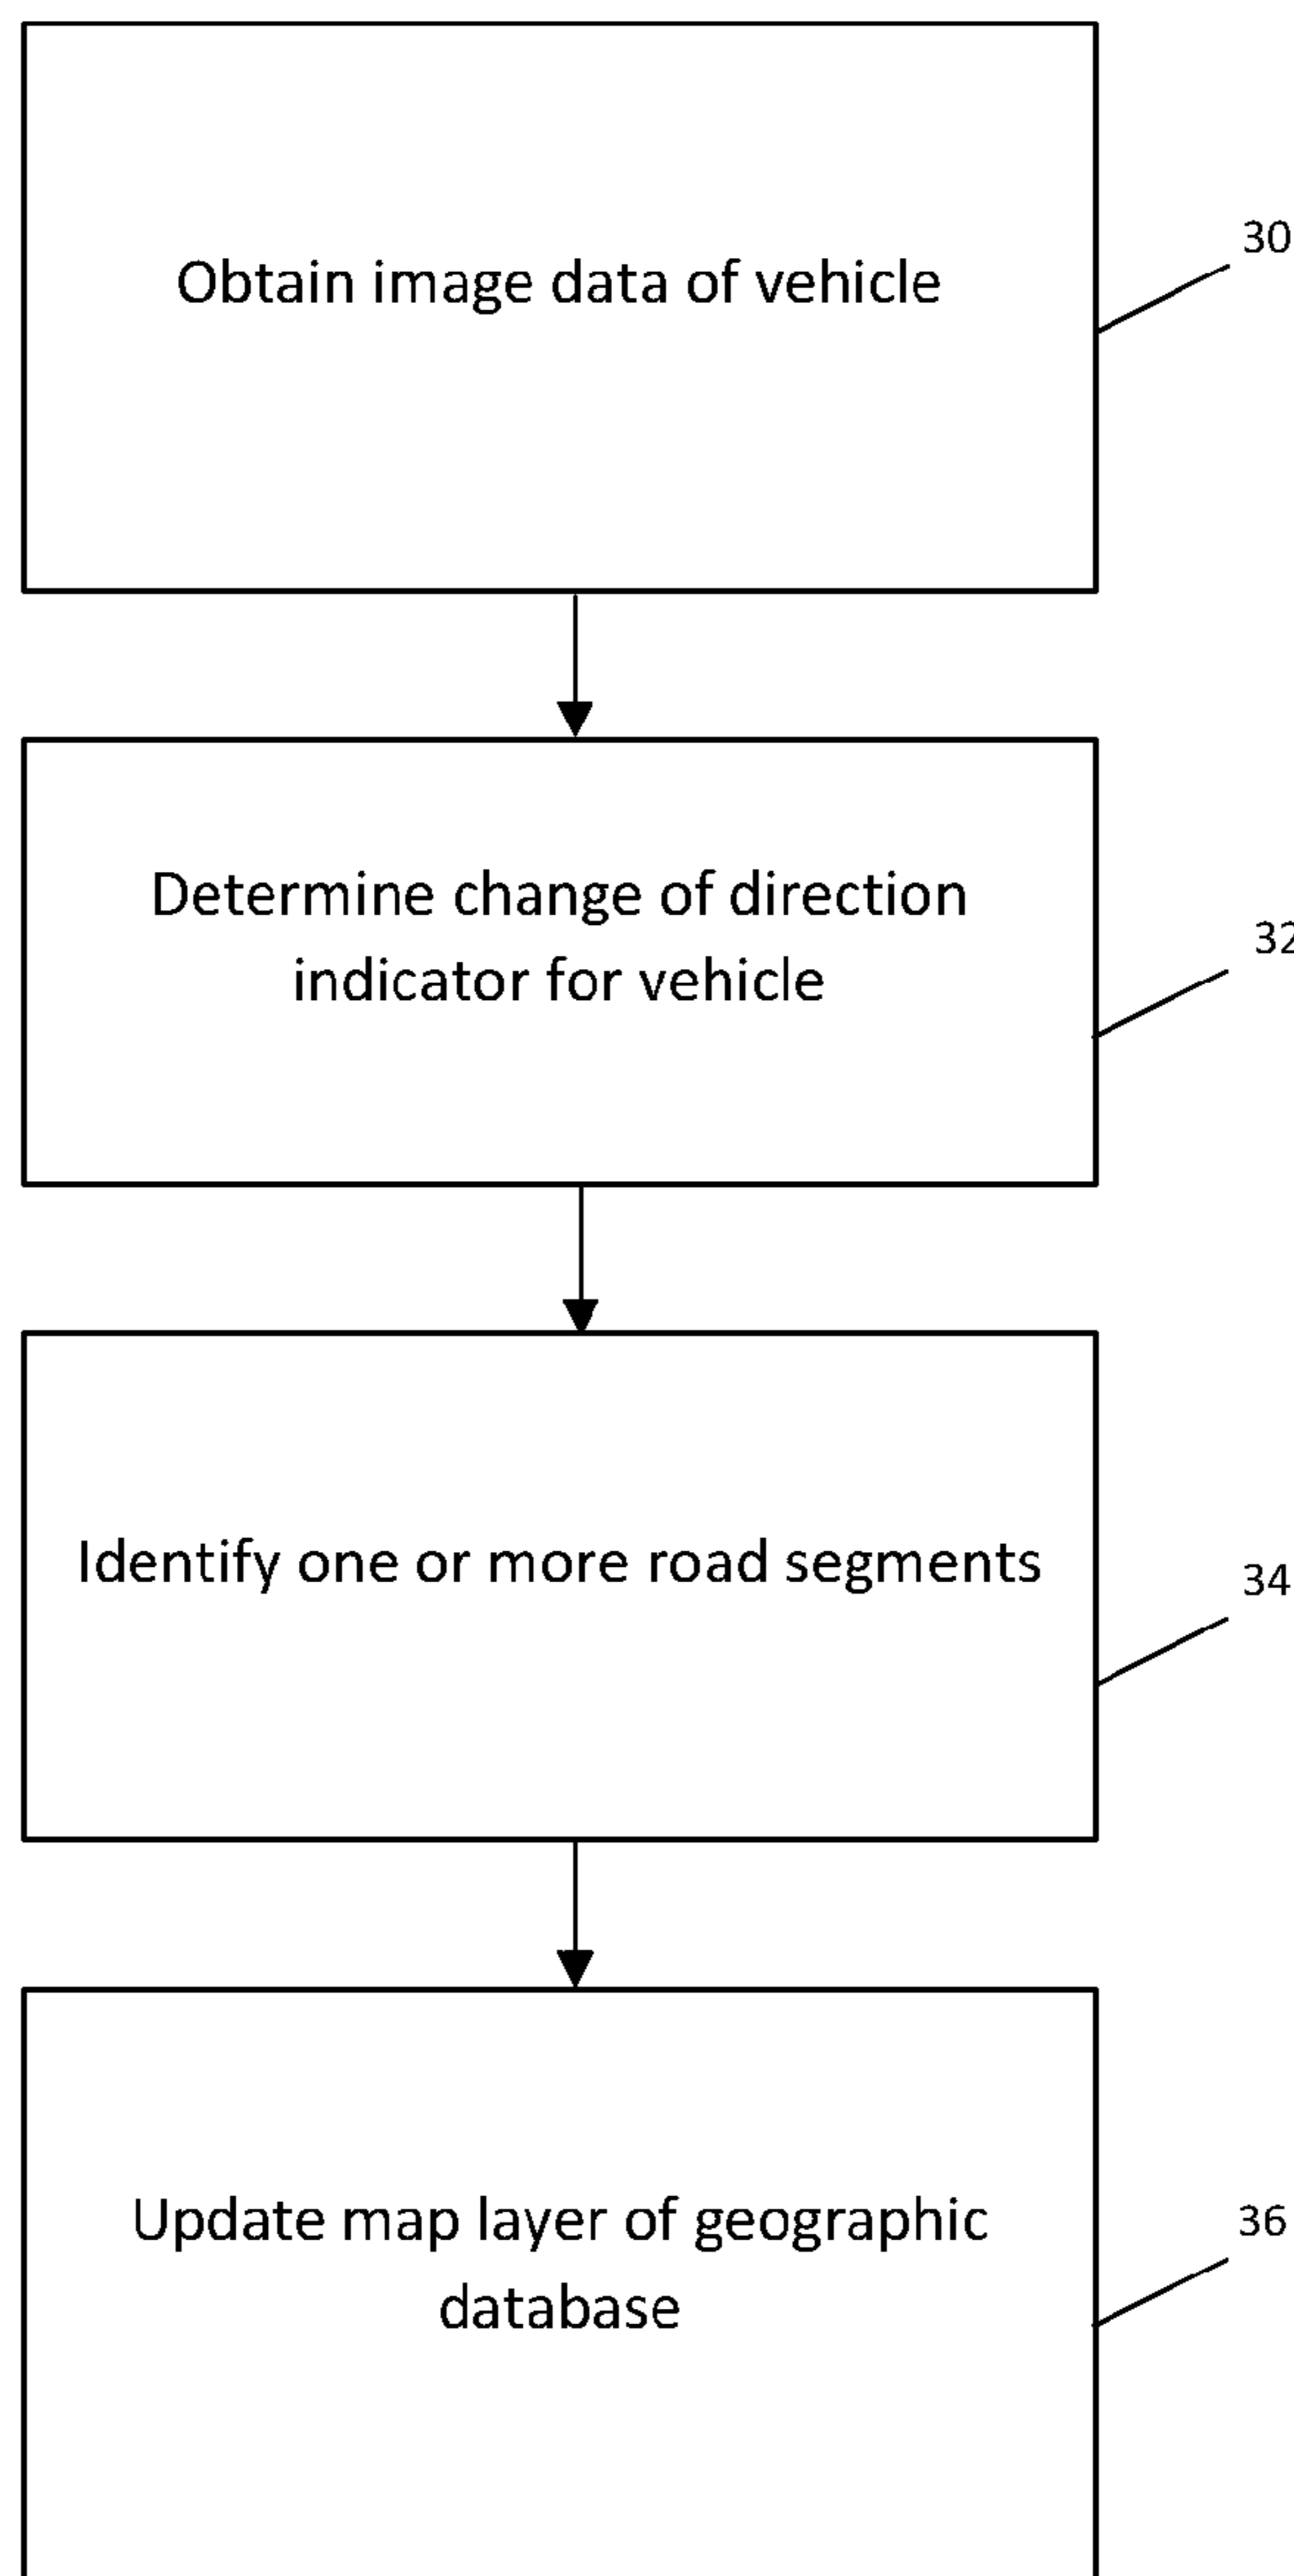 Obtain image data of vehicle
30
Determine change of direction
indicator for vehicle
32
Identify one or more road segments
34
Update map layer of geographic
database
36